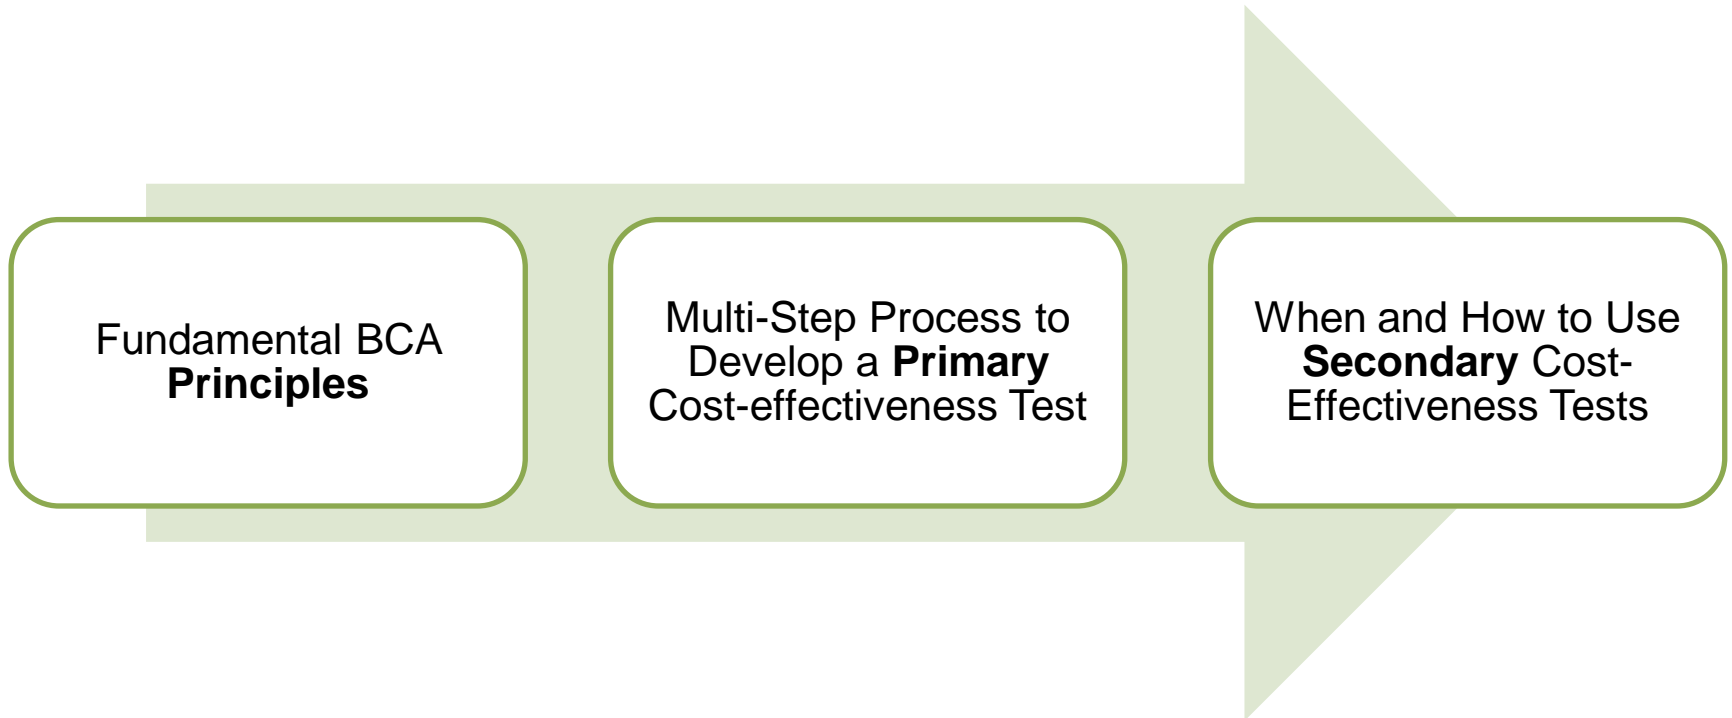 Fundamental BCA
Principles
Multi-Step Process to
Develop a Primary
Cost-effectiveness Test
When and How to Use
Secondary Cost-
Effectiveness Tests